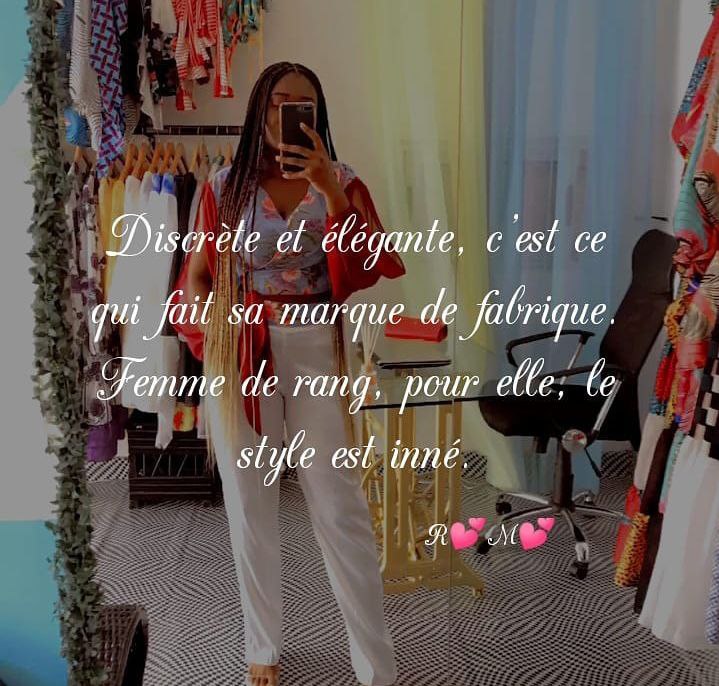 Discrète et élégante, c'est ce
qui fait sa marque de fabrique.
Femme de rang, pour elle, le
style est inné.
R💕M💕